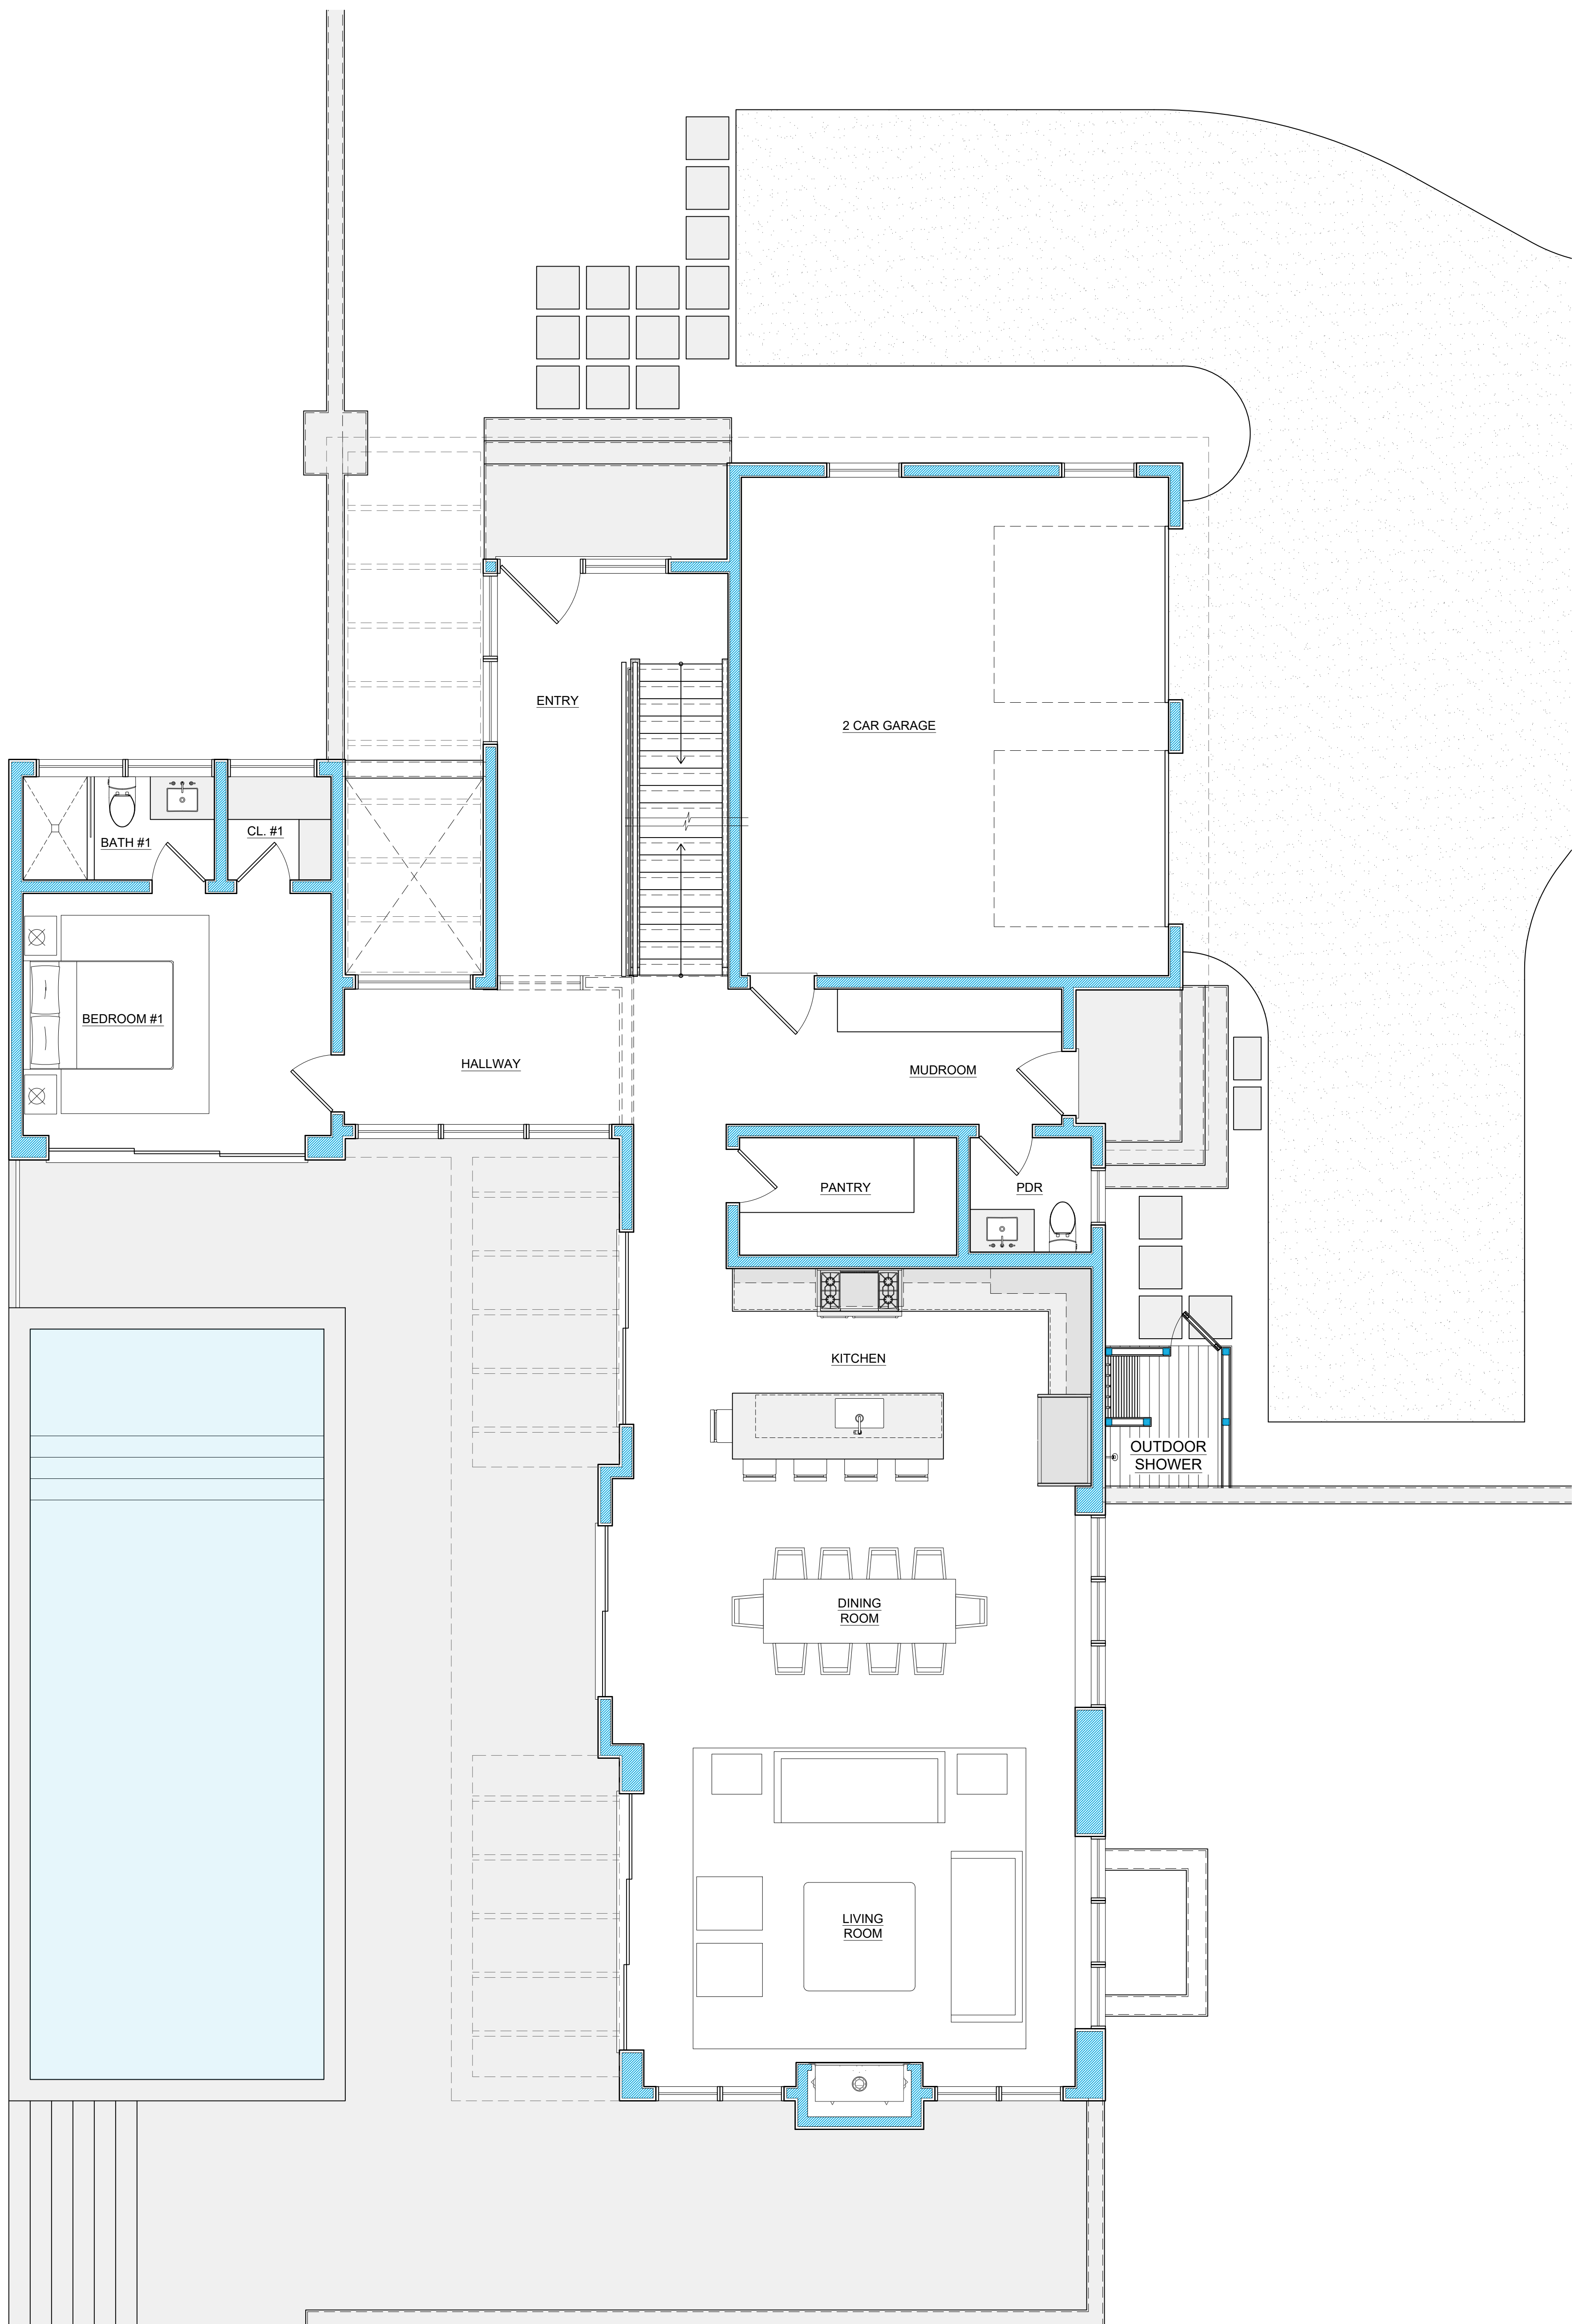 ENTRY
2 CAR GARAGE
CL. #1
BATH #1
BEDROOM #1
HALLWAY
MUDROOM
PANTRY
PDR
KITCHEN
OUTDOOR
SHOWER
DINING
ROOM
LIVING
ROOM